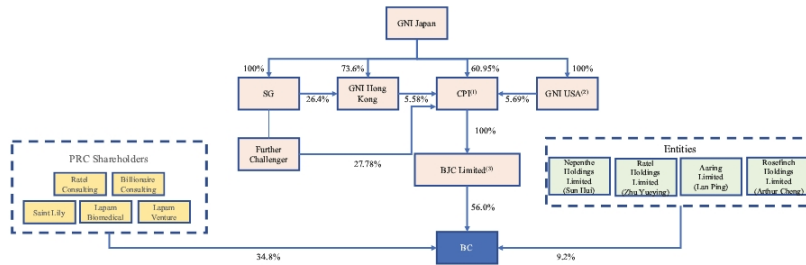 GNI Japan
100%
73.6%
60.95%
100%
SG
26.4%
GNI Hong
Kong
5.58%
CPI(1)
5.69%
GNI USA(2)
Further
Challenger
27.78%
100%
BJC Limited(3)
56.0%
PRC Shareholders
Ratel
Consulting
Billionaire
Consulting
Saint Lily
Lapam
Biomedical
Lapam
Venture
Entities
Nepenthe
Holdings
Limited
(Sun Hui)
Ratel
Holdings
Limited
(Zhu Yueying)
Aaring
Limited
(Lan Ping)
Rosefinch
Holdings
Limited
(Arthur Cheng)
BC
34.8%
9.2%